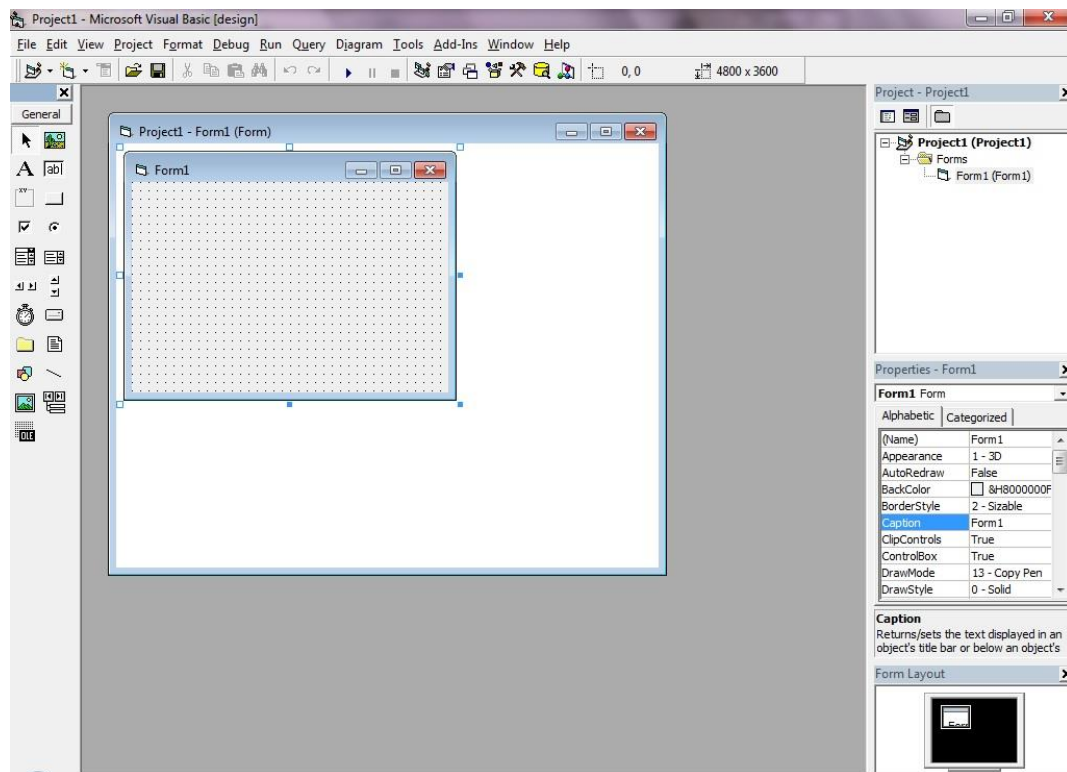 Project1 - Microsoft Visual Basic [design]
File Edit View Project Format Debug Run Query Diagram Tools Add-Ins Window Help
0, 0 4800 x 3600
General
A ab|
XY
OLE
Project1 - Form1 (Form)
Form1
Project - Project1
Project1 (Project1)
Forms
Form1 (Form1)
Properties - Form1
Form1 Form
Alphabetic Categorized
(Name) Form1
Appearance 1 - 3D
AutoRedraw False
BackColor &H8000000F
BorderStyle 2 - Sizable
Caption Form1
ClipControls True
ControlBox True
DrawMode 13 - Copy Pen
DrawStyle 0 - Solid
Caption
Returns/sets the text displayed in an
object's title bar or below an object's
Form Layout